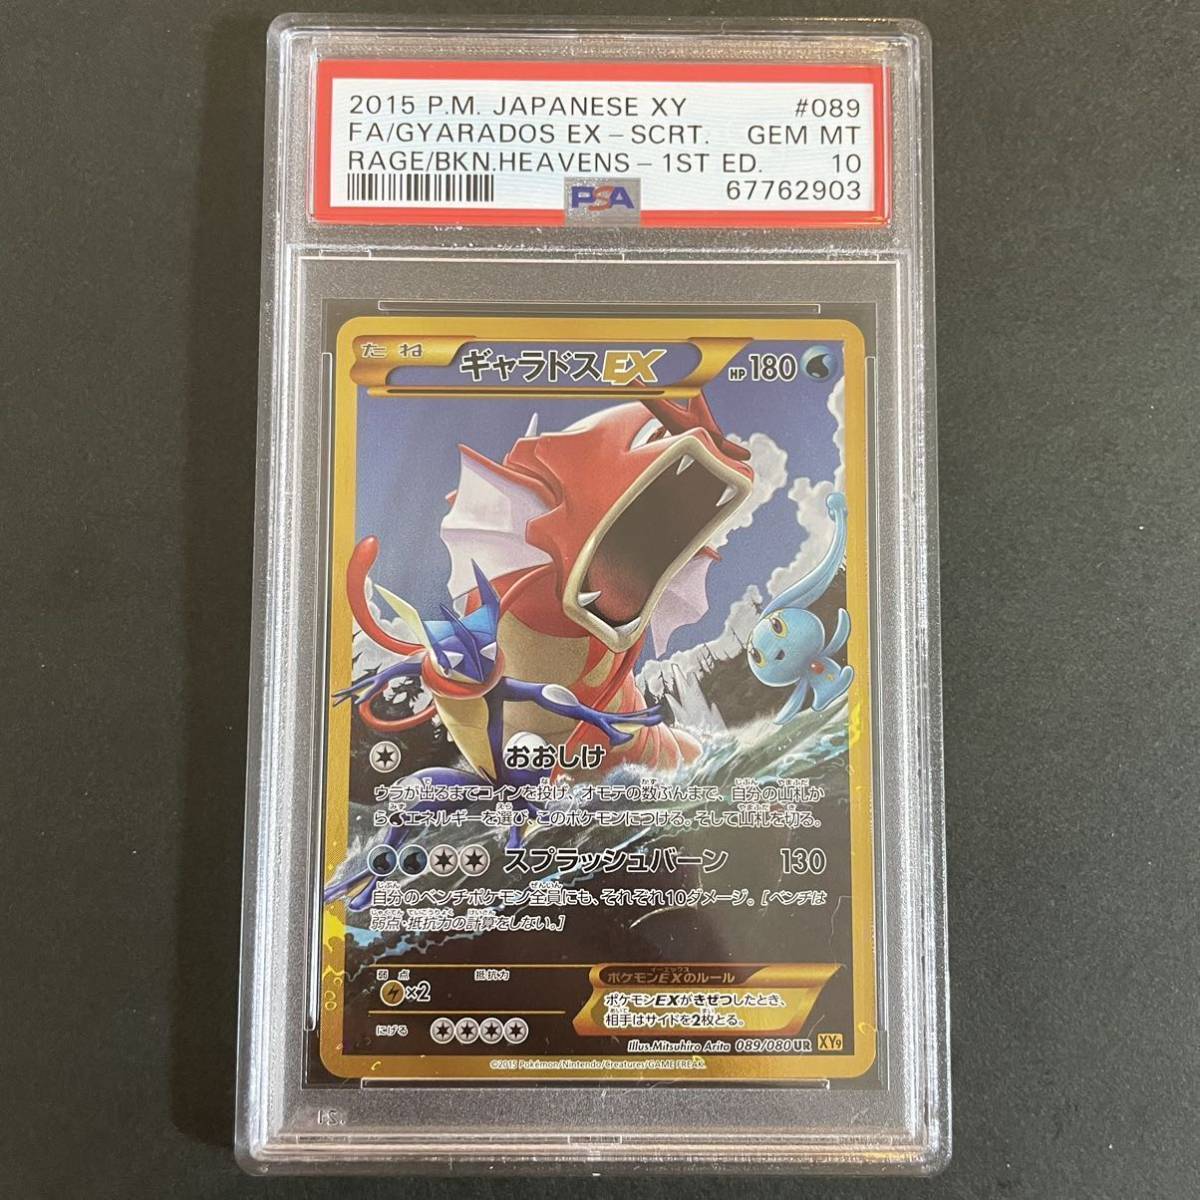 2015 P.M. JAPANESE XY #089
FA/GYARADOS EX-SCRT. GEM MT
RAGE/BKN.HEAVENS-1ST ED. 10
PSA 67762903
たね ギャラドスEX HP180
おおしけ
ウラが出るまでコインを投げ、オモテの数ぶんまで、自分の山札か
らエネルギーを選び、このポケモンにつける。そして山札を切る。
スプラッシュバーン 130
自分のベンチポケモン全員にも、それぞれ10ダメージ。[ベンチは
弱点・抵抗力の計算をしない。]
弱点 抵抗力
×2
にげる
ポケモンEXのルール
ポケモンEXがきぜつしたとき、
相手はサイドを2枚とる。
Illus.Mitsuhiro Arita 089/080 UR XY9
©2015 Pokémon/Nintendo/Creatures/GAME FREAK.